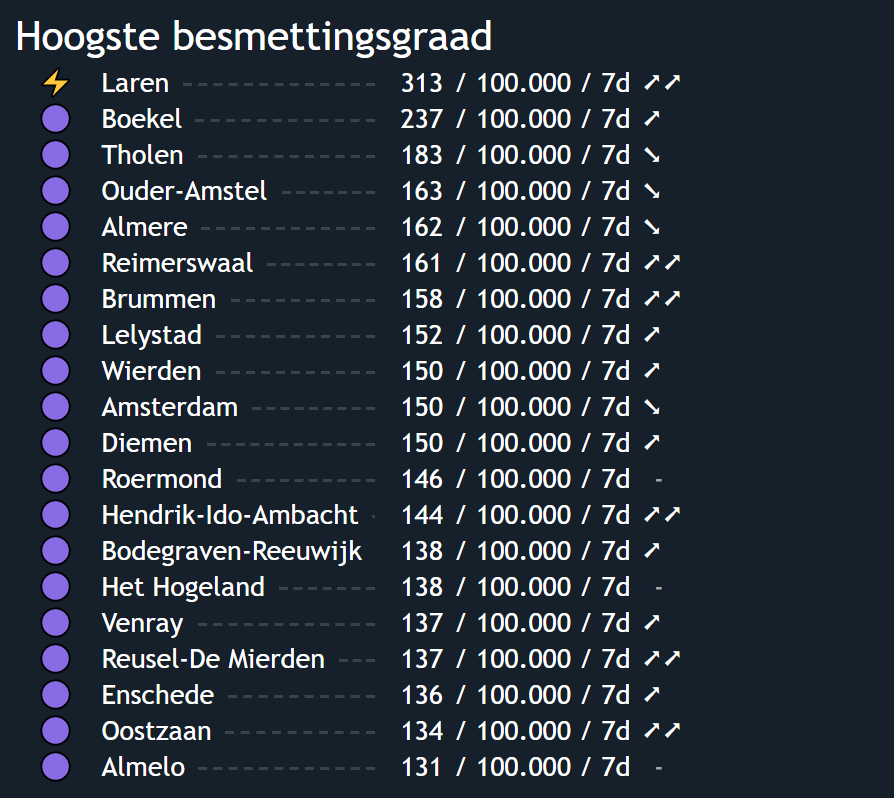 Hoogste besmettingsgraad
Laren 313 / 100.000 / 7d ➚➚
Boekel 237 / 100.000 / 7d ➚
Tholen 183 / 100.000 / 7d ➘
Ouder-Amstel 163 / 100.000 / 7d ➘
Almere 162 / 100.000 / 7d ➘
Reimerswaal 161 / 100.000 / 7d ➚➚
Brummen 158 / 100.000 / 7d ➚➚
Lelystad 152 / 100.000 / 7d ➚
Wierden 150 / 100.000 / 7d ➚
Amsterdam 150 / 100.000 / 7d ➘
Diemen 150 / 100.000 / 7d ➚
Roermond 146 / 100.000 / 7d -
Hendrik-Ido-Ambacht 144 / 100.000 / 7d ➚➚
Bodegraven-Reeuwijk 138 / 100.000 / 7d ➚
Het Hogeland 138 / 100.000 / 7d -
Venray 137 / 100.000 / 7d ➚
Reusel-De Mierden 137 / 100.000 / 7d ➚➚
Enschede 136 / 100.000 / 7d ➚
Oostzaan 134 / 100.000 / 7d ➚➚
Almelo 131 / 100.000 / 7d -